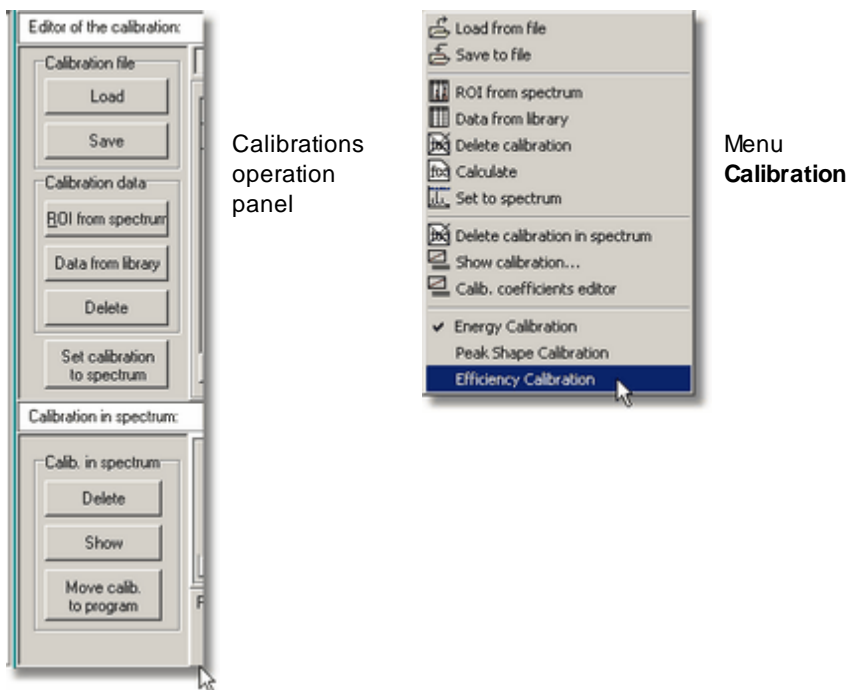 Editor of the calibration:
Calibration file
Load
Save
Calibration data
ROI from spectrum
Data from library
Delete
Set calibration
to spectrum
Calibration in spectrum:
Calib. in spectrum
Delete
Show
Move calib.
to program
Calibrations
operation
panel
Load from file
Save to file
ROI from spectrum
Data from library
Delete calibration
Calculate
Set to spectrum
Delete calibration in spectrum
Show calibration...
Calib. coefficients editor
Energy Calibration
Peak Shape Calibration
Efficiency Calibration
Menu
Calibration